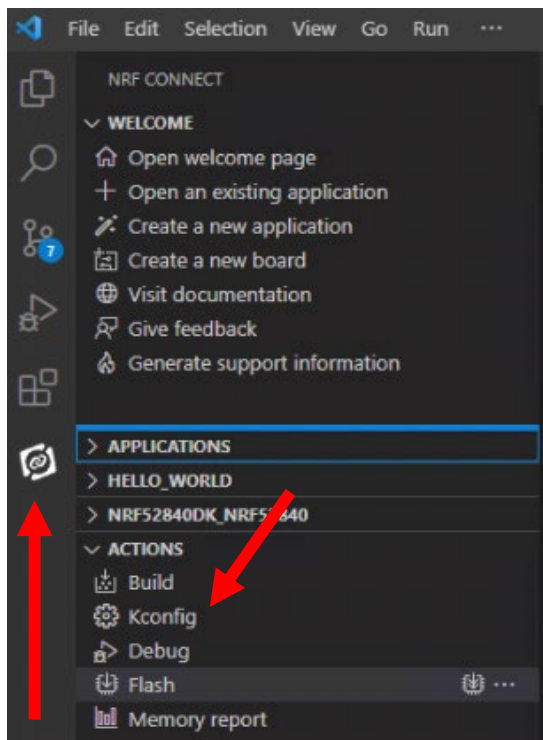 File Edit Selection View Go Run ···
NRF CONNECT
WELCOME
Open welcome page
Open an existing application
Create a new application
7
Create a new board
Visit documentation
Give feedback
Generate support information
APPLICATIONS
HELLO_WORLD
NRF52840DK_NRF52840
ACTIONS
Build
Kconfig
Debug
Flash ···
Memory report